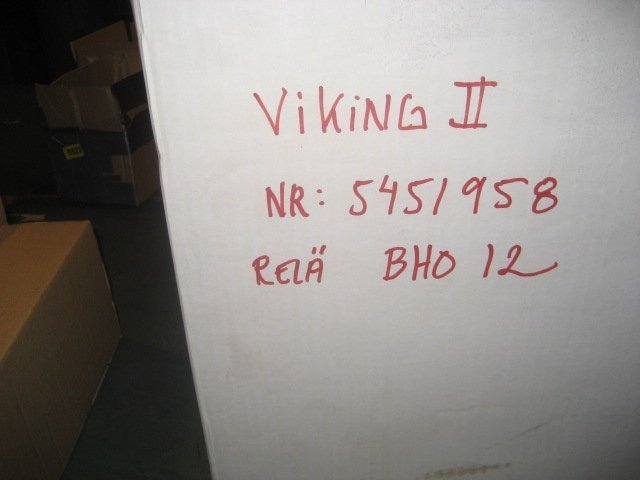 ViKiNG II
NR: 5451958
RELÄ BHO 12